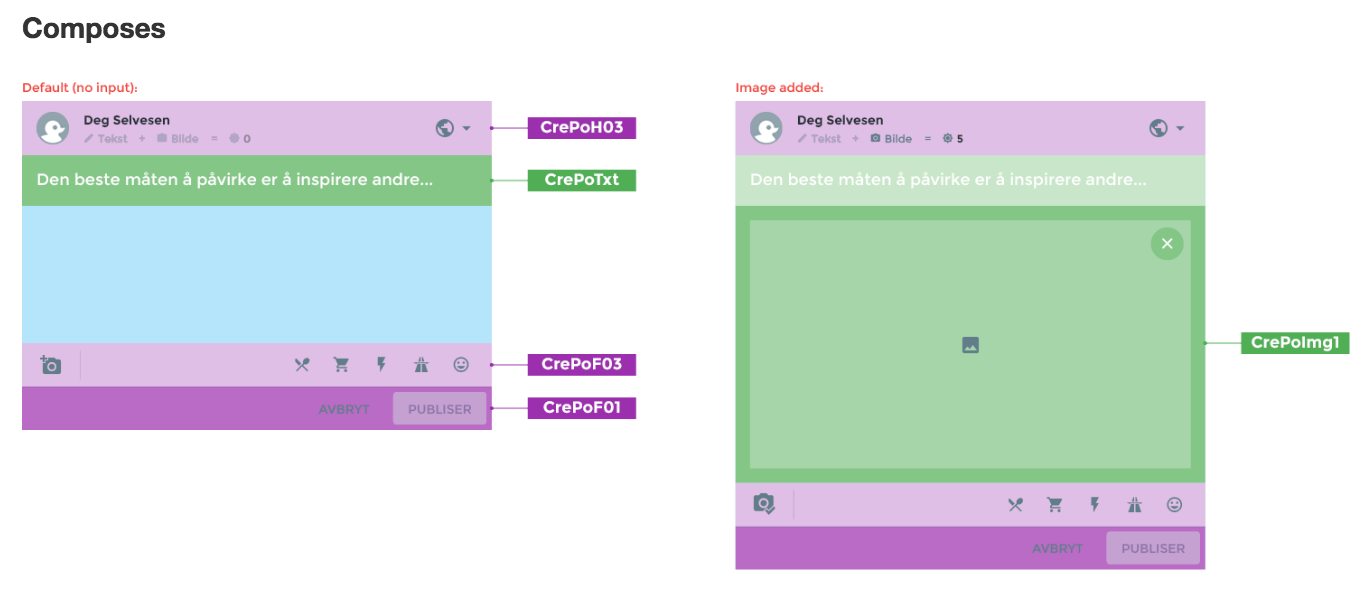 Composes
Default (no input):
Deg Selvesen
Tekst + Bilde = 0
CrePoH03
Den beste måten å påvirke er å inspirere andre...
CrePoTxt
CrePoF03
AVBRYT PUBLISER
CrePoF01
Image added:
Deg Selvesen
Tekst + Bilde = 5
Den beste måten å påvirke er å inspirere andre...
CrePoImg1
AVBRYT PUBLISER